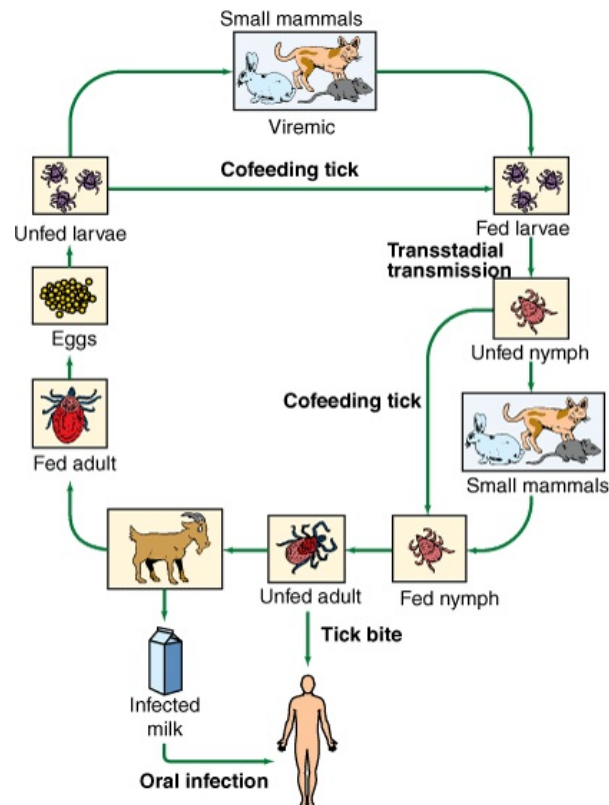 Small mammals
Viremic
Cofeeding tick
Unfed larvae
Fed larvae
Transstadial
transmission
Eggs
Unfed nymph
Cofeeding tick
Fed adult
Small mammals
Unfed adult
Fed nymph
Tick bite
Infected
milk
Oral infection